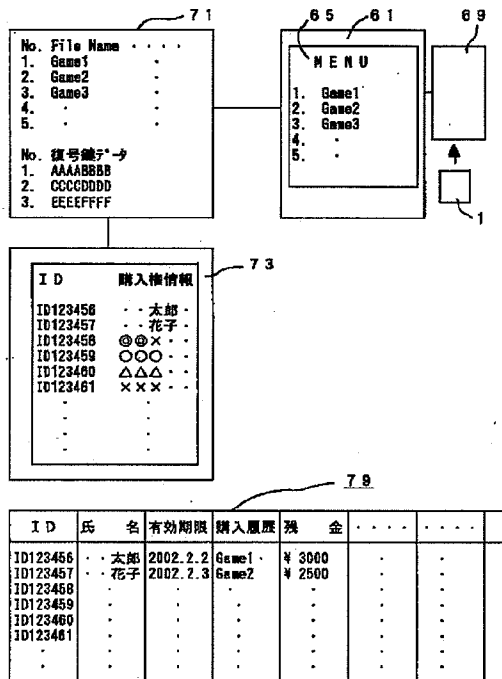 71
No. File Name ・・・・
1. Game1 ・
2. Game2 ・
3. Game3 ・
4. ・ ・
5. ・ ・
No. 復号鍵データ
1. AAAABBBB
2. CCCCDDDD
3. EEEEFFFF
65 61
MENU
1. Game1
2. Game2
3. Game3
4. ・
5. ・
69
1
73
ID 購入権情報
ID123456 ・・太郎・
ID123457 ・・花子・
ID123458 ◎◎×・・
ID123459 ○○○・・
ID123460 △△△・・
ID123461 ×××・・
79
ID 氏 名 有効期限 購入履歴 残 金 ・・・・ ・・・・
ID123456 ・・太郎 2002.2.2 Game1・ ¥ 3000
ID123457 ・・花子 2002.2.3 Game2 ¥ 2500
ID123458
ID123459
ID123460
ID123461